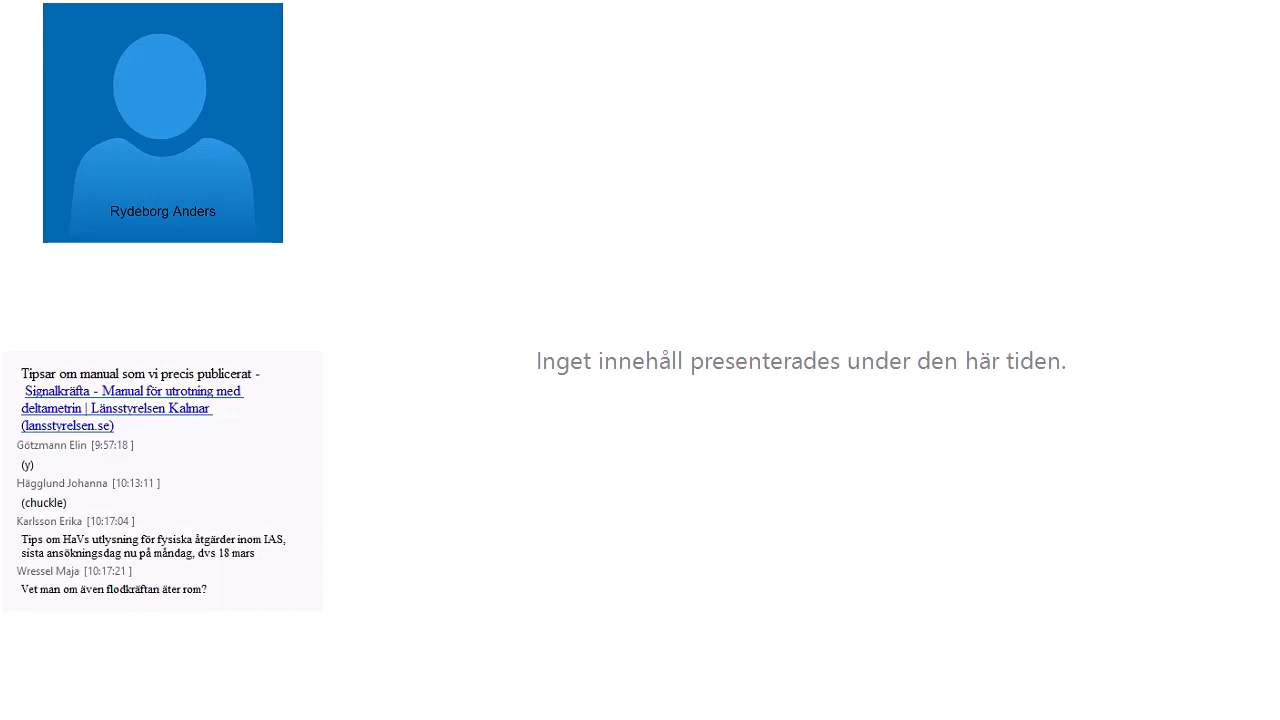 Rydeborg Anders
Tipsar om manual som vi precis publicerat -
Signalkräfta - Manual för utrotning med
deltametrin | Länsstyrelsen Kalmar
(lansstyrelsen.se)
Götzmann Elin [9:57:18 ]
(y)
Hägglund Johanna [10:13:11 ]
(chuckle)
Karlsson Erika [10:17:04 ]
Tips om HaVs utlysning för fysiska åtgärder inom IAS,
sista ansökningsdag nu på måndag, dvs 18 mars
Wressel Maja [10:17:21 ]
Vet man om även flodkräftan äter rom?
Inget innehåll presenterades under den här tiden.